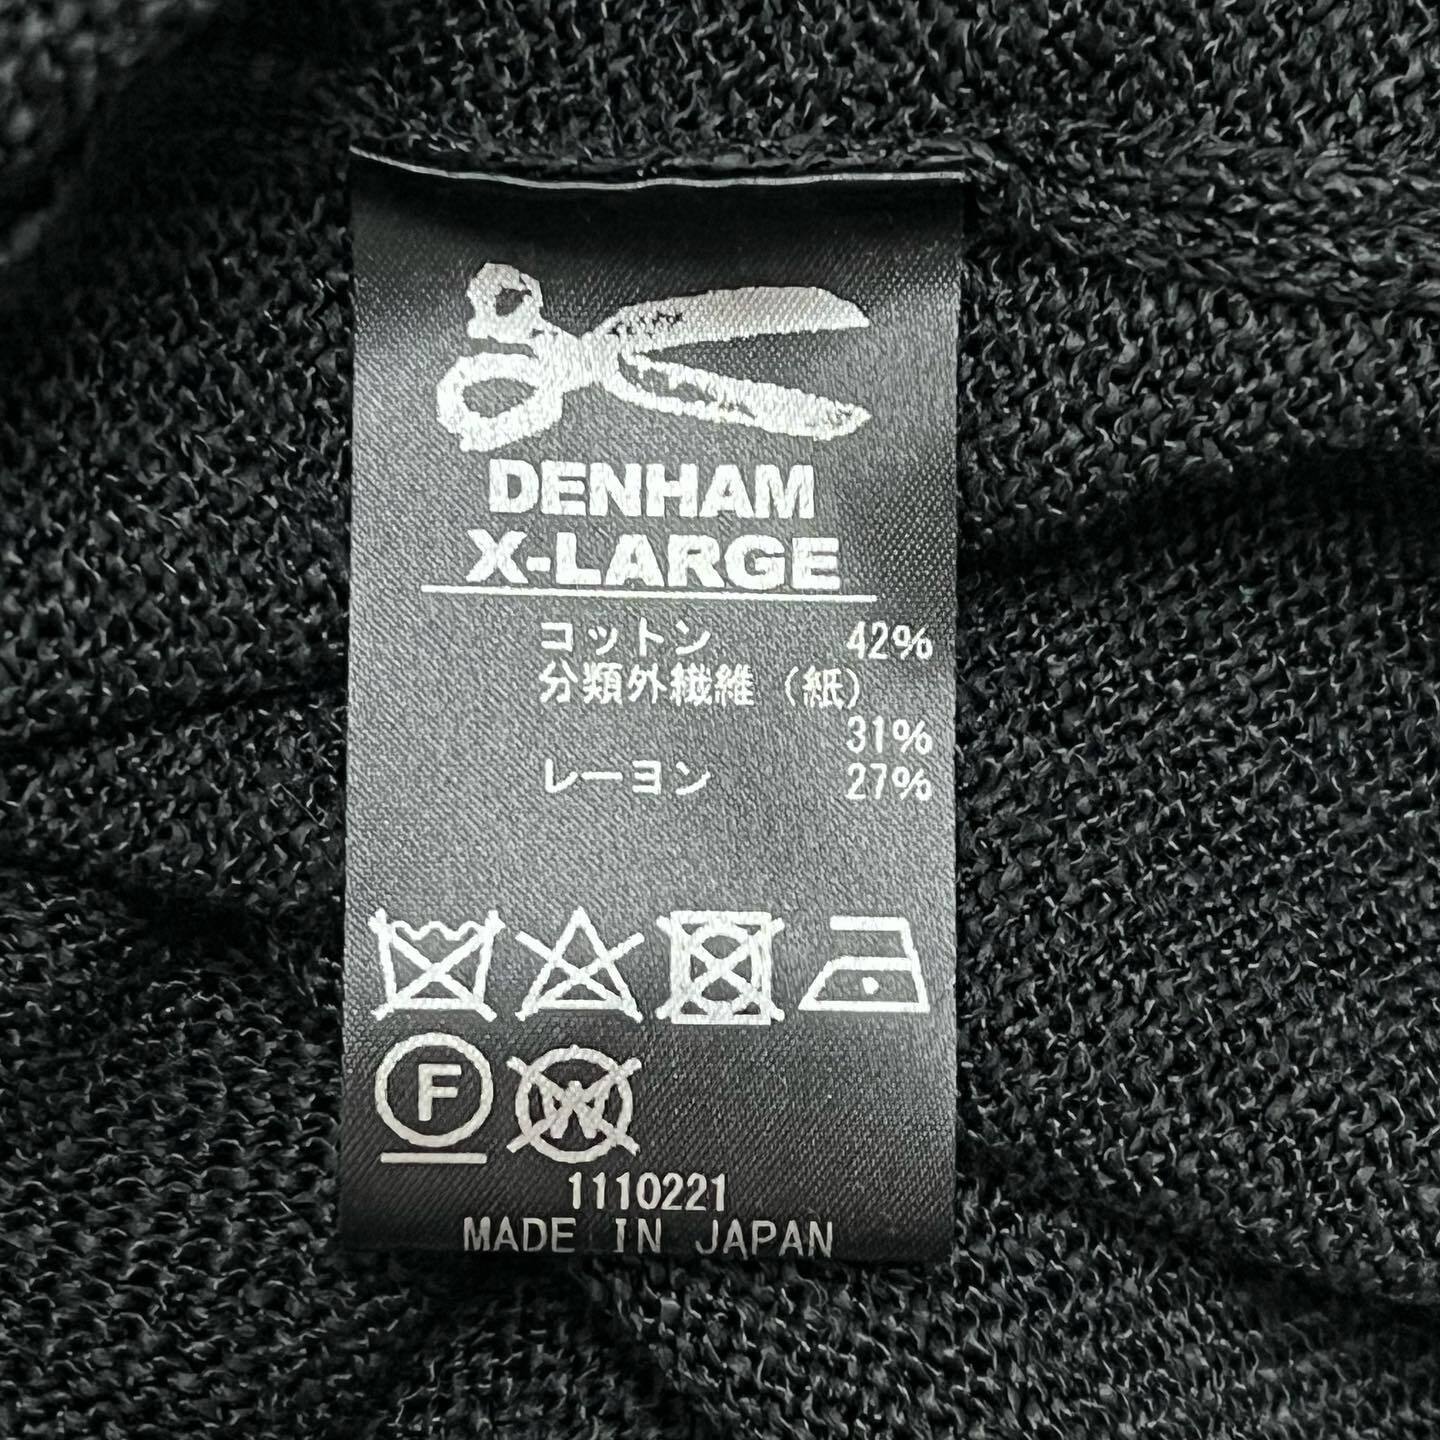 DENHAM
X-LARGE
コットン 42%
分類外繊維（紙）
31%
レーヨン 27%
F
W
1110221
MADE IN JAPAN